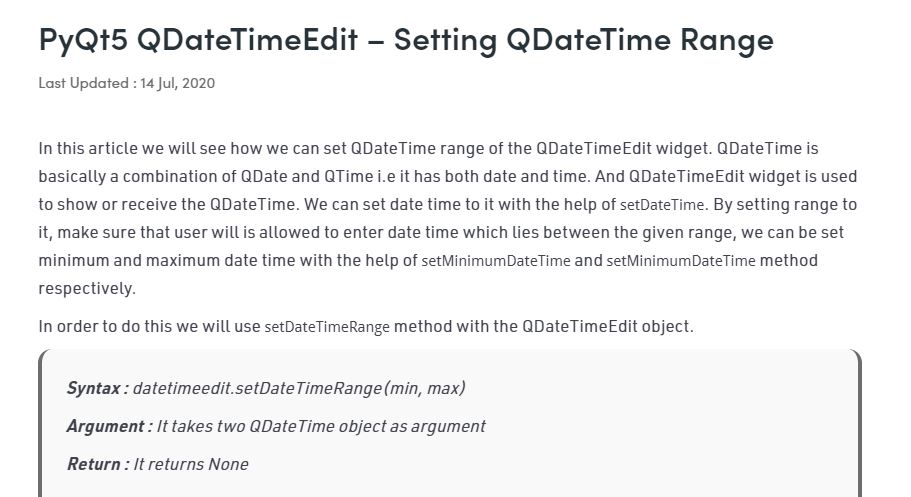 PyQt5 QDateTimeEdit – Setting QDateTime Range
Last Updated : 14 Jul, 2020
In this article we will see how we can set QDateTime range of the QDateTimeEdit widget. QDateTime is
basically a combination of QDate and QTime i.e it has both date and time. And QDateTimeEdit widget is used
to show or receive the QDateTime. We can set date time to it with the help of setDateTime. By setting range to
it, make sure that user will is allowed to enter date time which lies between the given range, we can be set
minimum and maximum date time with the help of setMinimumDateTime and setMinimumDateTime method
respectively.
In order to do this we will use setDateTimeRange method with the QDateTimeEdit object.
Syntax : datetimeedit.setDateTimeRange(min, max)
Argument : It takes two QDateTime object as argument
Return : It returns None